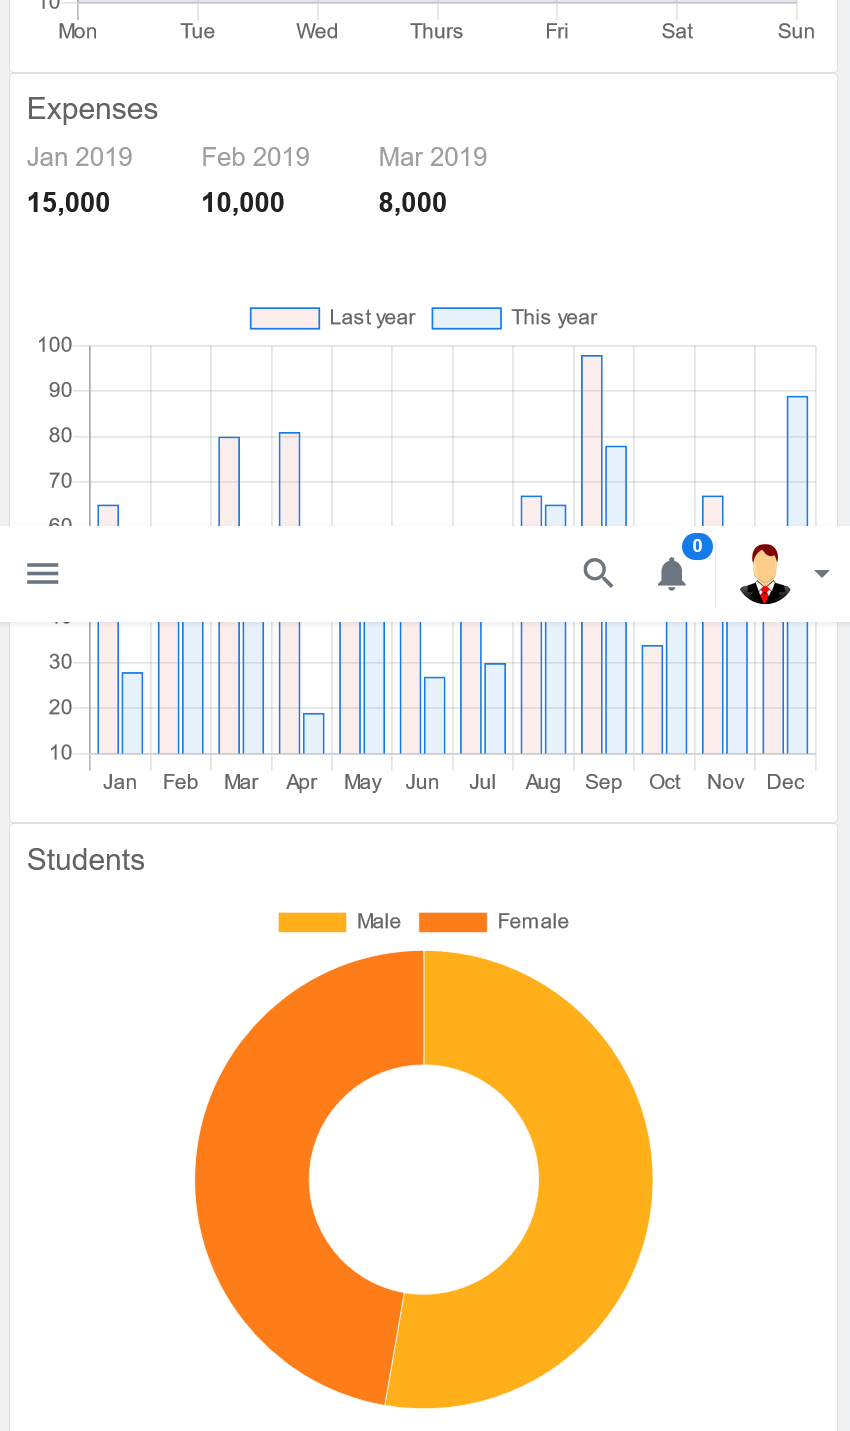 10
Mon Tue Wed Thurs Fri Sat Sun
Expenses
Jan 2019 Feb 2019 Mar 2019
15,000 10,000 8,000
Last year This year
100
90
80
70
60
0
30
20
10
Jan Feb Mar Apr May Jun Jul Aug Sep Oct Nov Dec
Students
Male Female